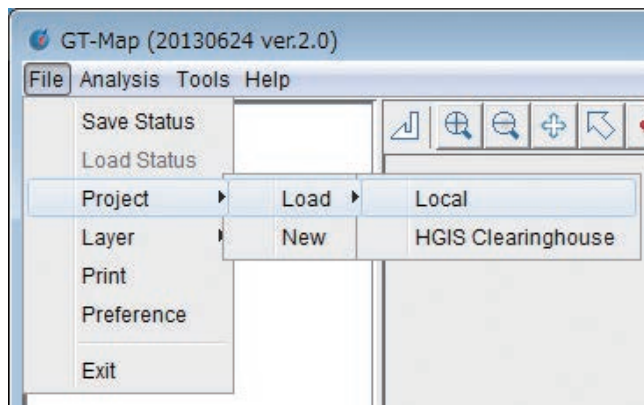 GT-Map (20130624 ver.2.0)
File Analysis Tools Help
Save Status
Load Status
Project Load Local
Layer New HGIS Clearinghouse
Print
Preference
Exit